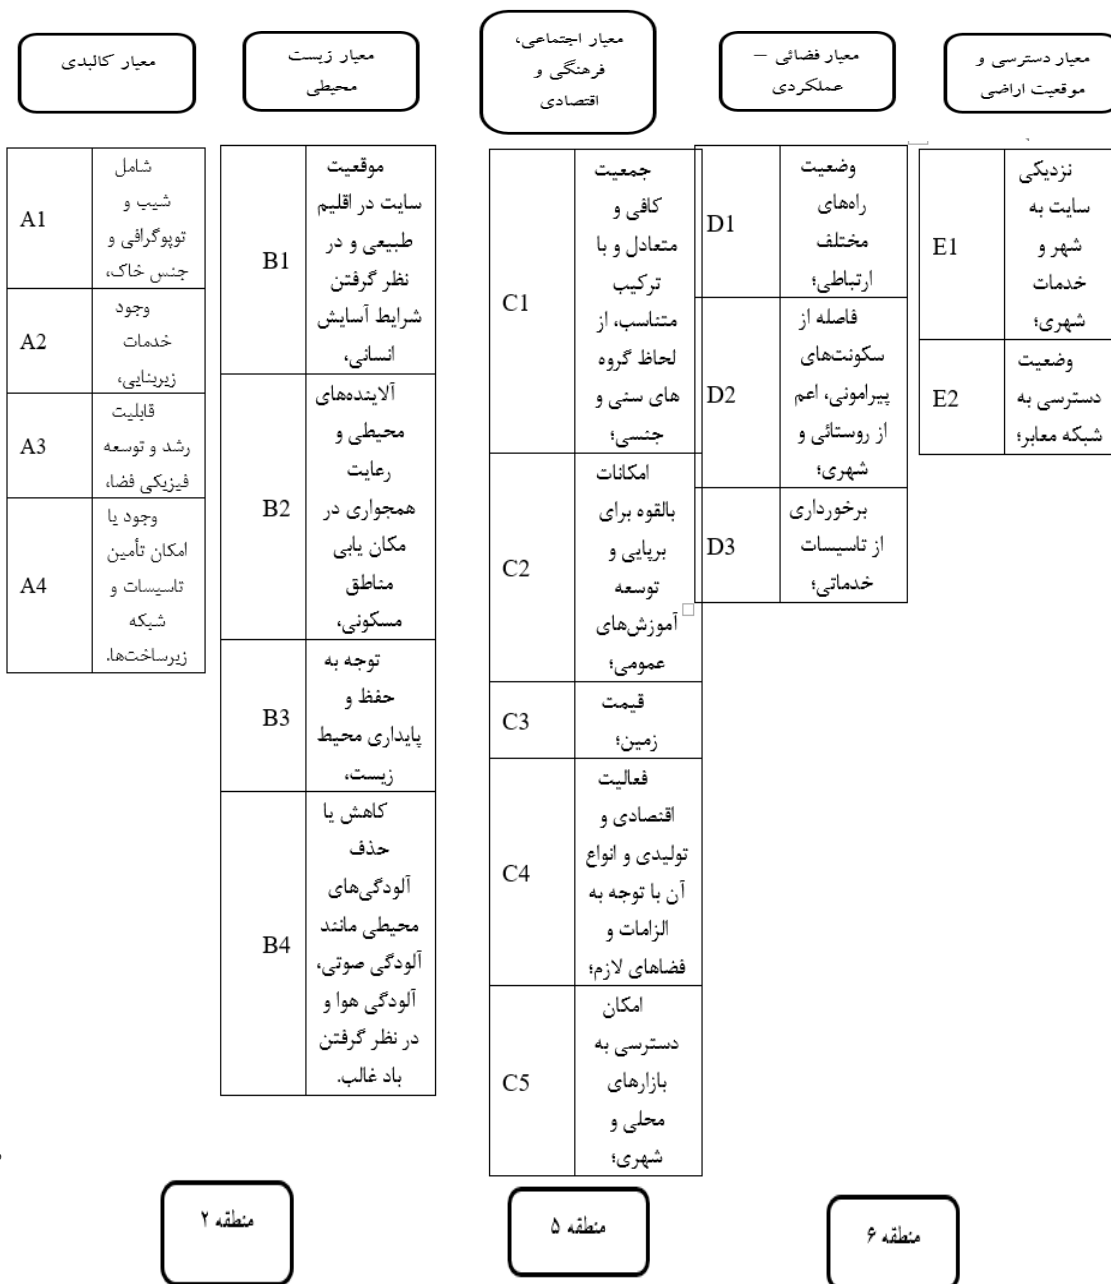 معیار دسترسی و
موقعیت اراضی
معیار فضائی –
عملکردی
معیار اجتماعی،
فرهنگی و
اقتصادی
معیار زیست
محیطی
معیار کالبدی
E1
نزدیکی
سایت به
شهر و
خدمات
شهری؛
E2
وضعیت
دسترسی به
شبکه معابر؛
D1
وضعیت
راه‌های
مختلف
ارتباطی؛
D2
فاصله از
سکونت‌های
پیرامونی، اعم
از روستائی و
شهری؛
D3
برخورداری
از تاسیسات
خدماتی؛
C1
جمعیت
کافی و
متعادل و با
ترکیب
متناسب، از
لحاظ گروه
های سنی و
جنسی؛
C2
امکانات
بالقوه برای
برپایی و
توسعه
آموزش‌های
عمومی؛
C3
قیمت
زمین؛
C4
فعالیت
اقتصادی و
تولیدی و انواع
آن با توجه به
الزامات و
فضاهای لازم؛
C5
امکان
دسترسی به
بازارهای
محلی و
شهری؛
B1
موقعیت
سایت در اقلیم
طبیعی و در
نظر گرفتن
شرایط آسایش
انسانی،
B2
آلاینده‌های
محیطی و
رعایت
همجواری در
مکان یابی
مناطق
مسکونی،
B3
توجه به
حفظ و
پایداری محیط
زیست،
B4
کاهش یا
حذف
آلودگی‌های
محیطی مانند
آلودگی صوتی،
آلودگی هوا و
در نظر گرفتن
باد غالب.
A1
شامل
شیب و
توپوگرافی و
جنس خاک،
A2
وجود
خدمات
زیربنایی،
A3
قابلیت
رشد و توسعه
فیزیکی فضا،
A4
وجود یا
امکان تأمین
تاسیسات و
شبکه
زیرساخت‌ها.
منطقه ۶
منطقه ۵
منطقه ۲